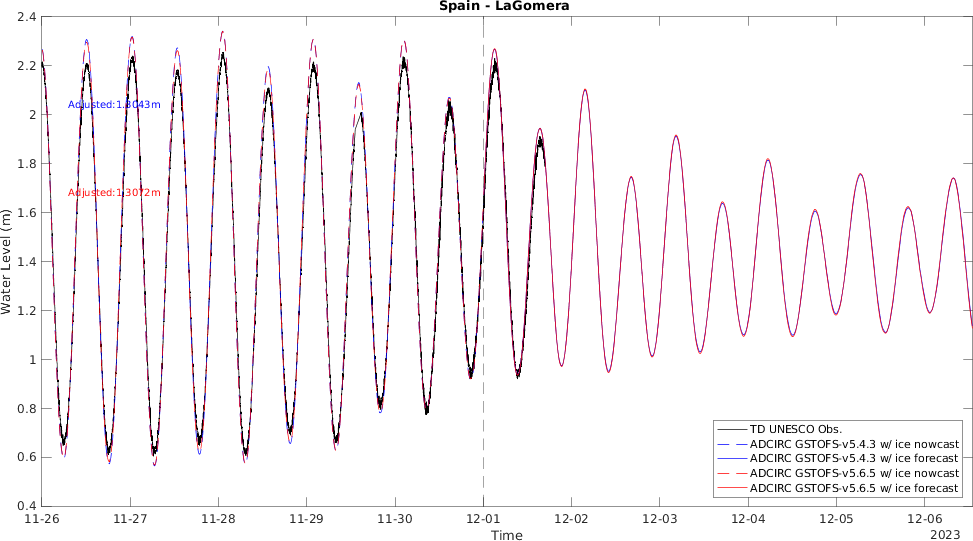 Spain - LaGomera
2.4
2.2
2
1.8
1.6
1.4
1.2
1
0.8
0.6
0.4
Water Level (m)
Adjusted:1.3043m
Adjusted:1.3072m
TD UNESCO Obs.
ADCIRC GSTOFS-v5.4.3 w/ ice nowcast
ADCIRC GSTOFS-v5.4.3 w/ ice forecast
ADCIRC GSTOFS-v5.6.5 w/ ice nowcast
ADCIRC GSTOFS-v5.6.5 w/ ice forecast
11-26 11-27 11-28 11-29 11-30 12-01 12-02 12-03 12-04 12-05 12-06
Time
2023